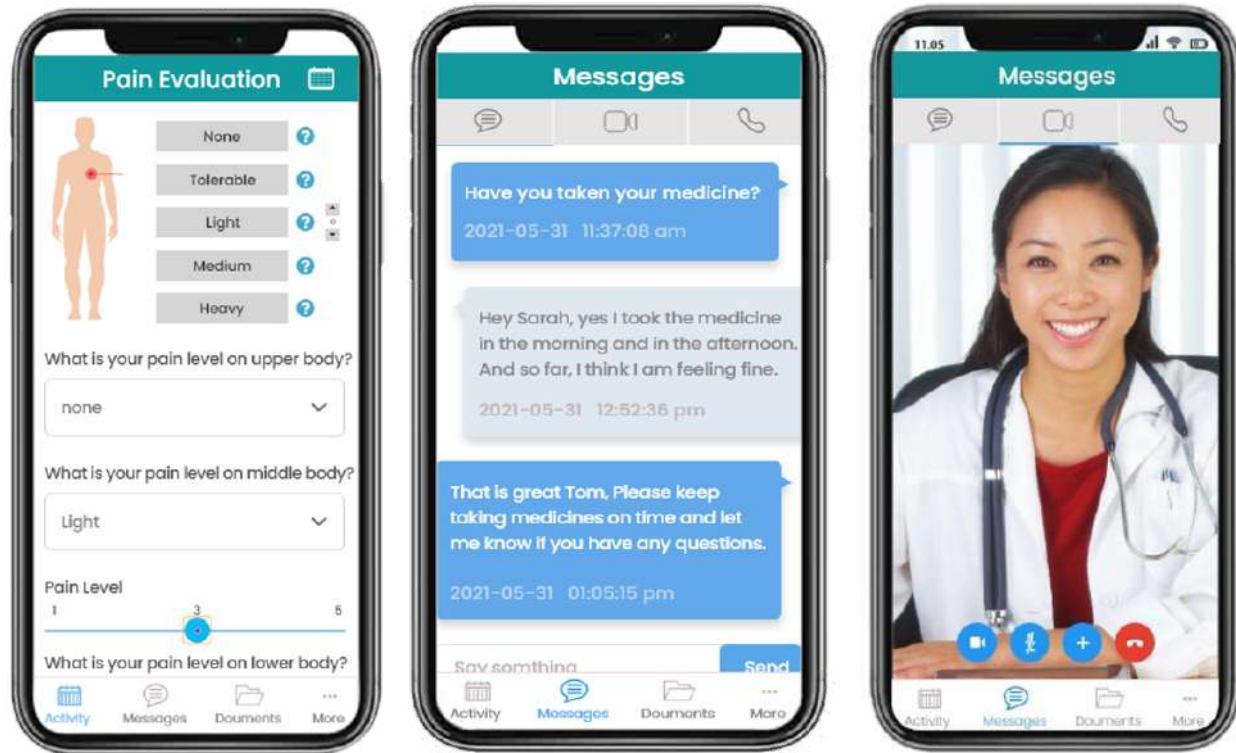 Pain Evaluation
None
?
Tolerable
?
Light
?
Medium
?
Heavy
?
What is your pain level on upper body?
none
What is your pain level on middle body?
Light
Pain Level
1 3 5
What is your pain level on lower body?
Activity Messages Douments More
Messages
Have you taken your medicine?
2021-05-31 11:37:08 am
Hey Sarah, yes I took the medicine
in the morning and in the afternoon.
And so far, I think I am feeling fine.
2021-05-31 12:52:36 pm
That is great Tom, Please keep
taking medicines on time and let
me know if you have any questions.
2021-05-31 01:05:15 pm
Say somthing Send
Activity Messages Douments More
11.05
Messages
Activity Messages Douments More